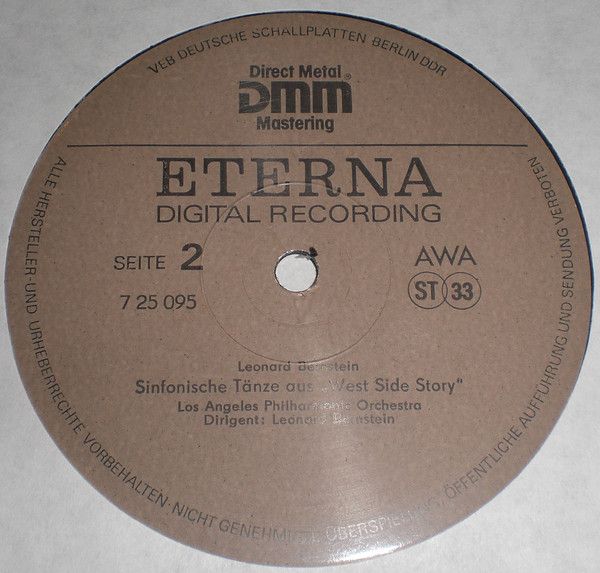 VEB DEUTSCHE SCHALLPLATTEN BERLIN DDR
Direct Metal
DMM®
Mastering
ETERNA
DIGITAL RECORDING
SEITE 2
AWA
7 25 095
ST 33
Leonard Bernstein
Sinfonische Tänze aus „West Side Story"
Los Angeles Philharmonic Orchestra
Dirigent: Leonard Bernstein
ALLE HERSTELLER- UND URHEBERRECHTE VORBEHALTEN · NICHT GENEHMIGTE ÜBERSPIELUNG, ÖFFENTLICHE AUFFÜHRUNG UND SENDUNG VERBOTEN